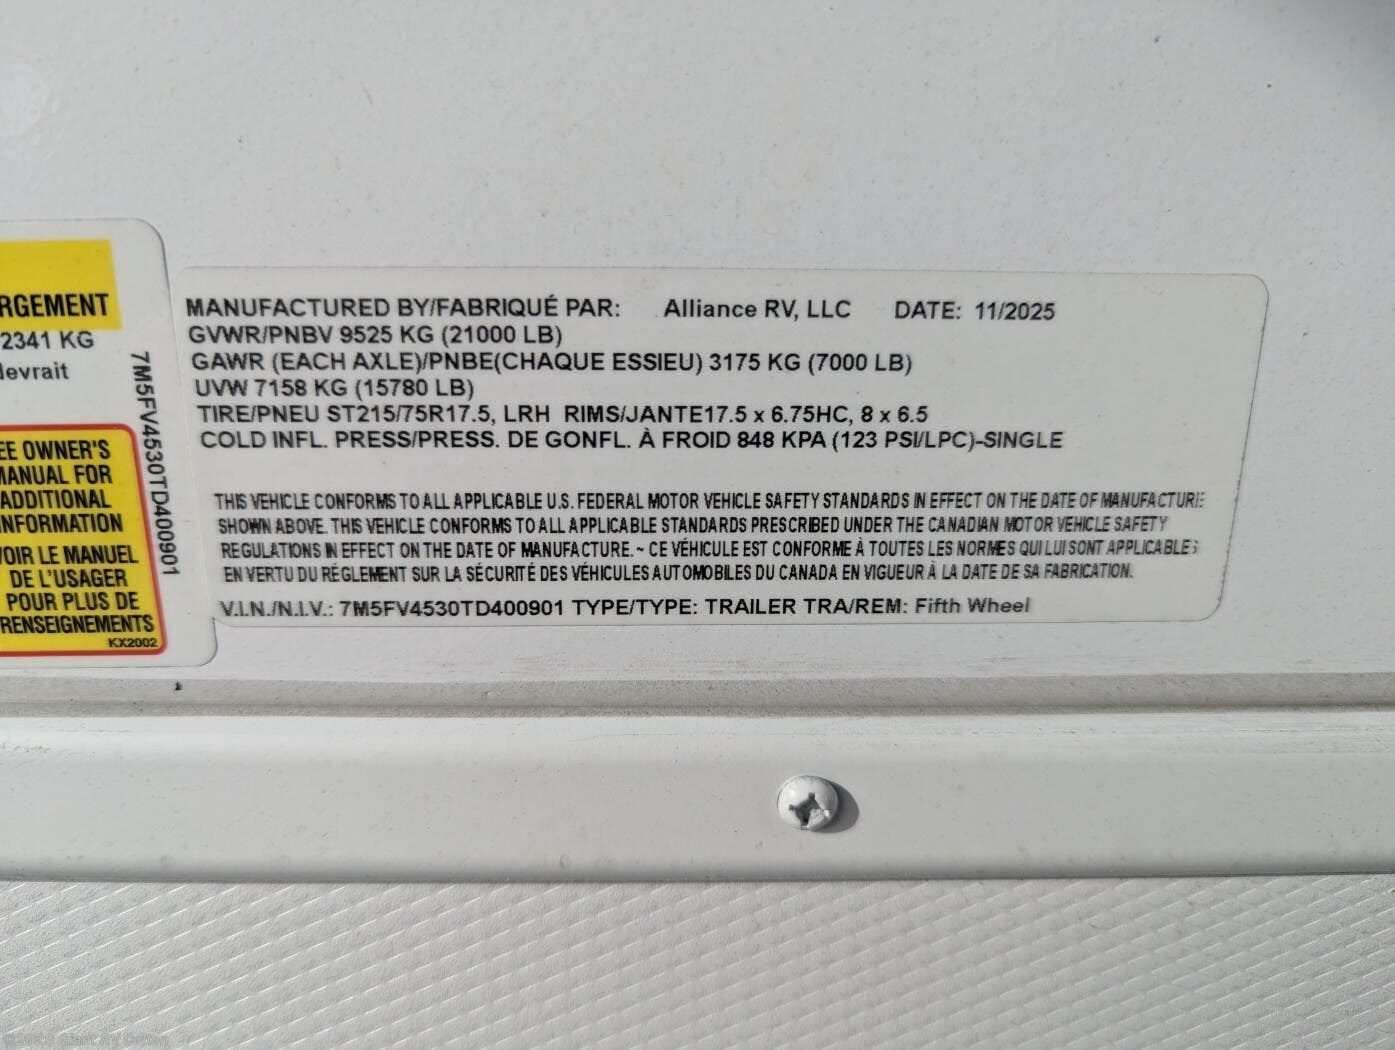 RGEMENT
2341 KG
devrait
7M5FV4530TD400901
EE OWNER'S
MANUAL FOR
ADDITIONAL
INFORMATION
VOIR LE MANUEL
DE L'USAGER
POUR PLUS DE
RENSEIGNEMENTS
KX2002
MANUFACTURED BY/FABRIQUÉ PAR: Alliance RV, LLC DATE: 11/2025
GVWR/PNBV 9525 KG (21000 LB)
GAWR (EACH AXLE)/PNBE(CHAQUE ESSIEU) 3175 KG (7000 LB)
UVW 7158 KG (15780 LB)
TIRE/PNEU ST215/75R17.5, LRH RIMS/JANTE17.5 x 6.75HC, 8 x 6.5
COLD INFL. PRESS/PRESS. DE GONFL. À FROID 848 KPA (123 PSI/LPC)-SINGLE
THIS VEHICLE CONFORMS TO ALL APPLICABLE U.S. FEDERAL MOTOR VEHICLE SAFETY STANDARDS IN EFFECT ON THE DATE OF MANUFACTURE
SHOWN ABOVE. THIS VEHICLE CONFORMS TO ALL APPLICABLE STANDARDS PRESCRIBED UNDER THE CANADIAN MOTOR VEHICLE SAFETY
REGULATIONS IN EFFECT ON THE DATE OF MANUFACTURE. ~ CE VÉHICULE EST CONFORME À TOUTES LES NORMES QUI LUI SONT APPLICABLES
EN VERTU DU RÉGLEMENT SUR LA SÉCURITÉ DES VÉHICULES AUTOMOBILES DU CANADA EN VIGUEUR À LA DATE DE SA FABRICATION.
V.I.N./N.I.V.: 7M5FV4530TD400901 TYPE/TYPE: TRAILER TRA/REM: Fifth Wheel